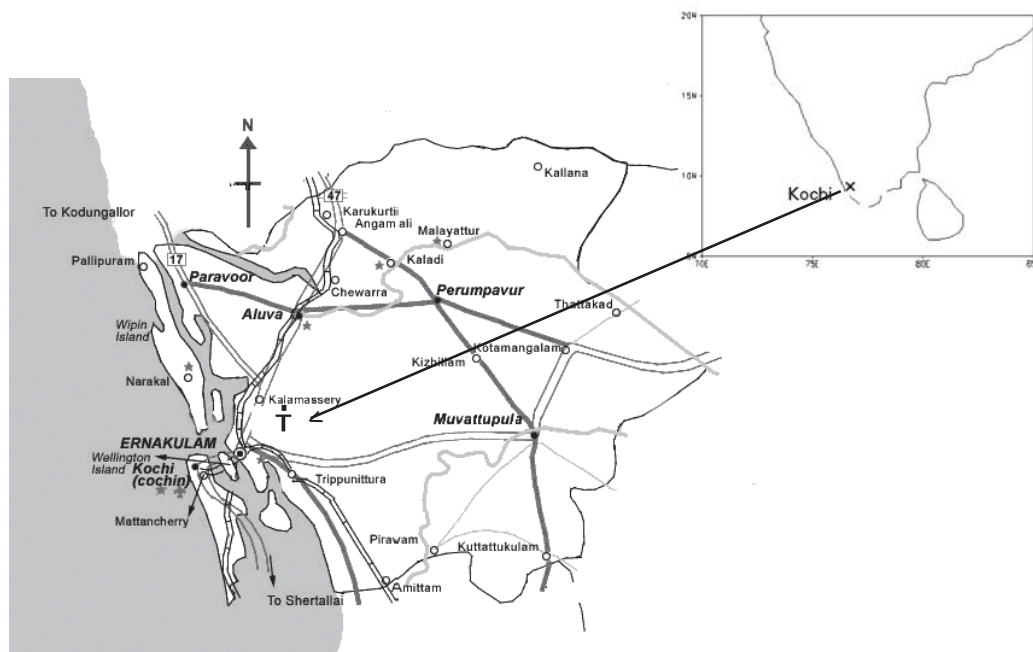 20N
15N
10N
70E
75E
80E
Kochi
N
47
To Kodungallor
Karukurtii
Angam ali
Kallana
Malayattur
Pallipuram
17
Kaladi
Paravoor
Chewarra
Perumpavur
Thattakad
Aluva
Wipin
Island
Kizhillam
Kotamangalam
Narakal
Kalamassery
T
Muvattupula
ERNAKULAM
Wellington
Island
Kochi
(cochin)
Trippunittura
Mattancherry
Pirawam
Kuttattukulam
Amittam
To Shertallai